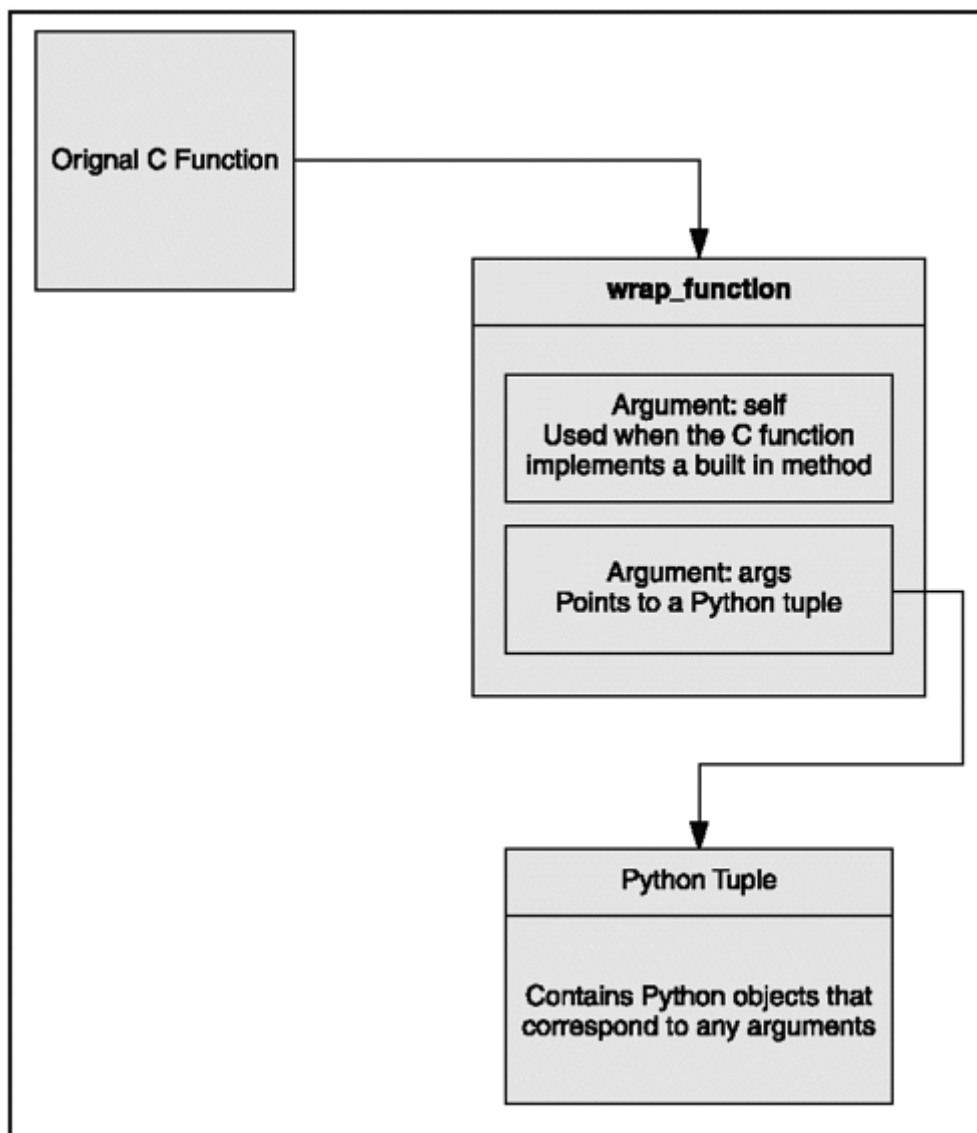 Orignal C Function
wrap_function
Argument: self
Used when the C function
implements a built in method
Argument: args
Points to a Python tuple
Python Tuple
Contains Python objects that
correspond to any arguments